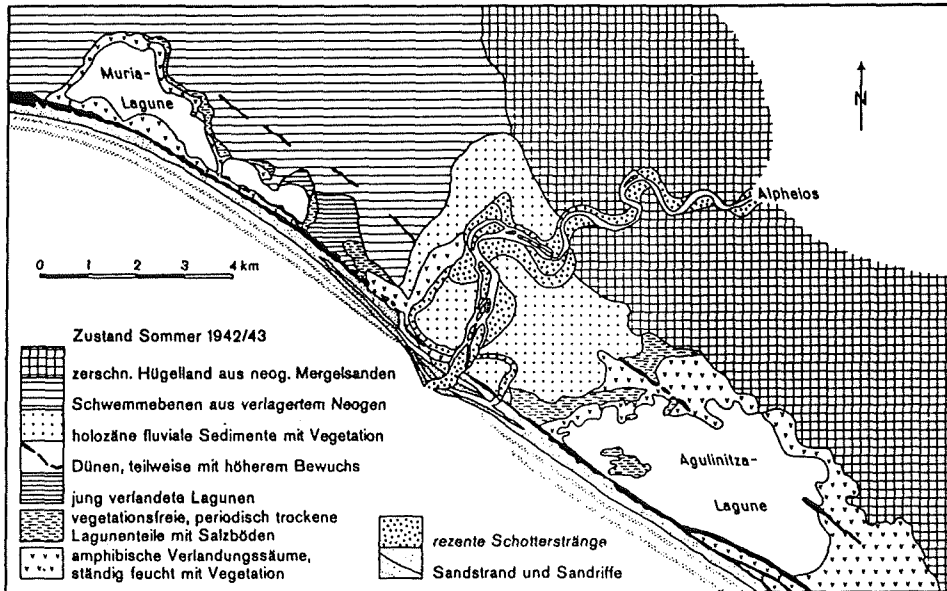 Muria-
Lagune
N
Alpheios
0 1 2 3 4 km
Zustand Sommer 1942/43
zerschn. Hügelland aus neog. Mergelsanden
Schwemmebenen aus verlagertem Neogen
holozäne fluviale Sedimente mit Vegetation
Dünen, teilweise mit höherem Bewuchs
jung verlandete Lagunen
vegetationsfreie, periodisch trockene
Lagunenteile mit Salzböden
amphibische Verlandungssäume,
ständig feucht mit Vegetation
rezente Schotterstränge
Sandstrand und Sandriffe
Agulinitza-
Lagune